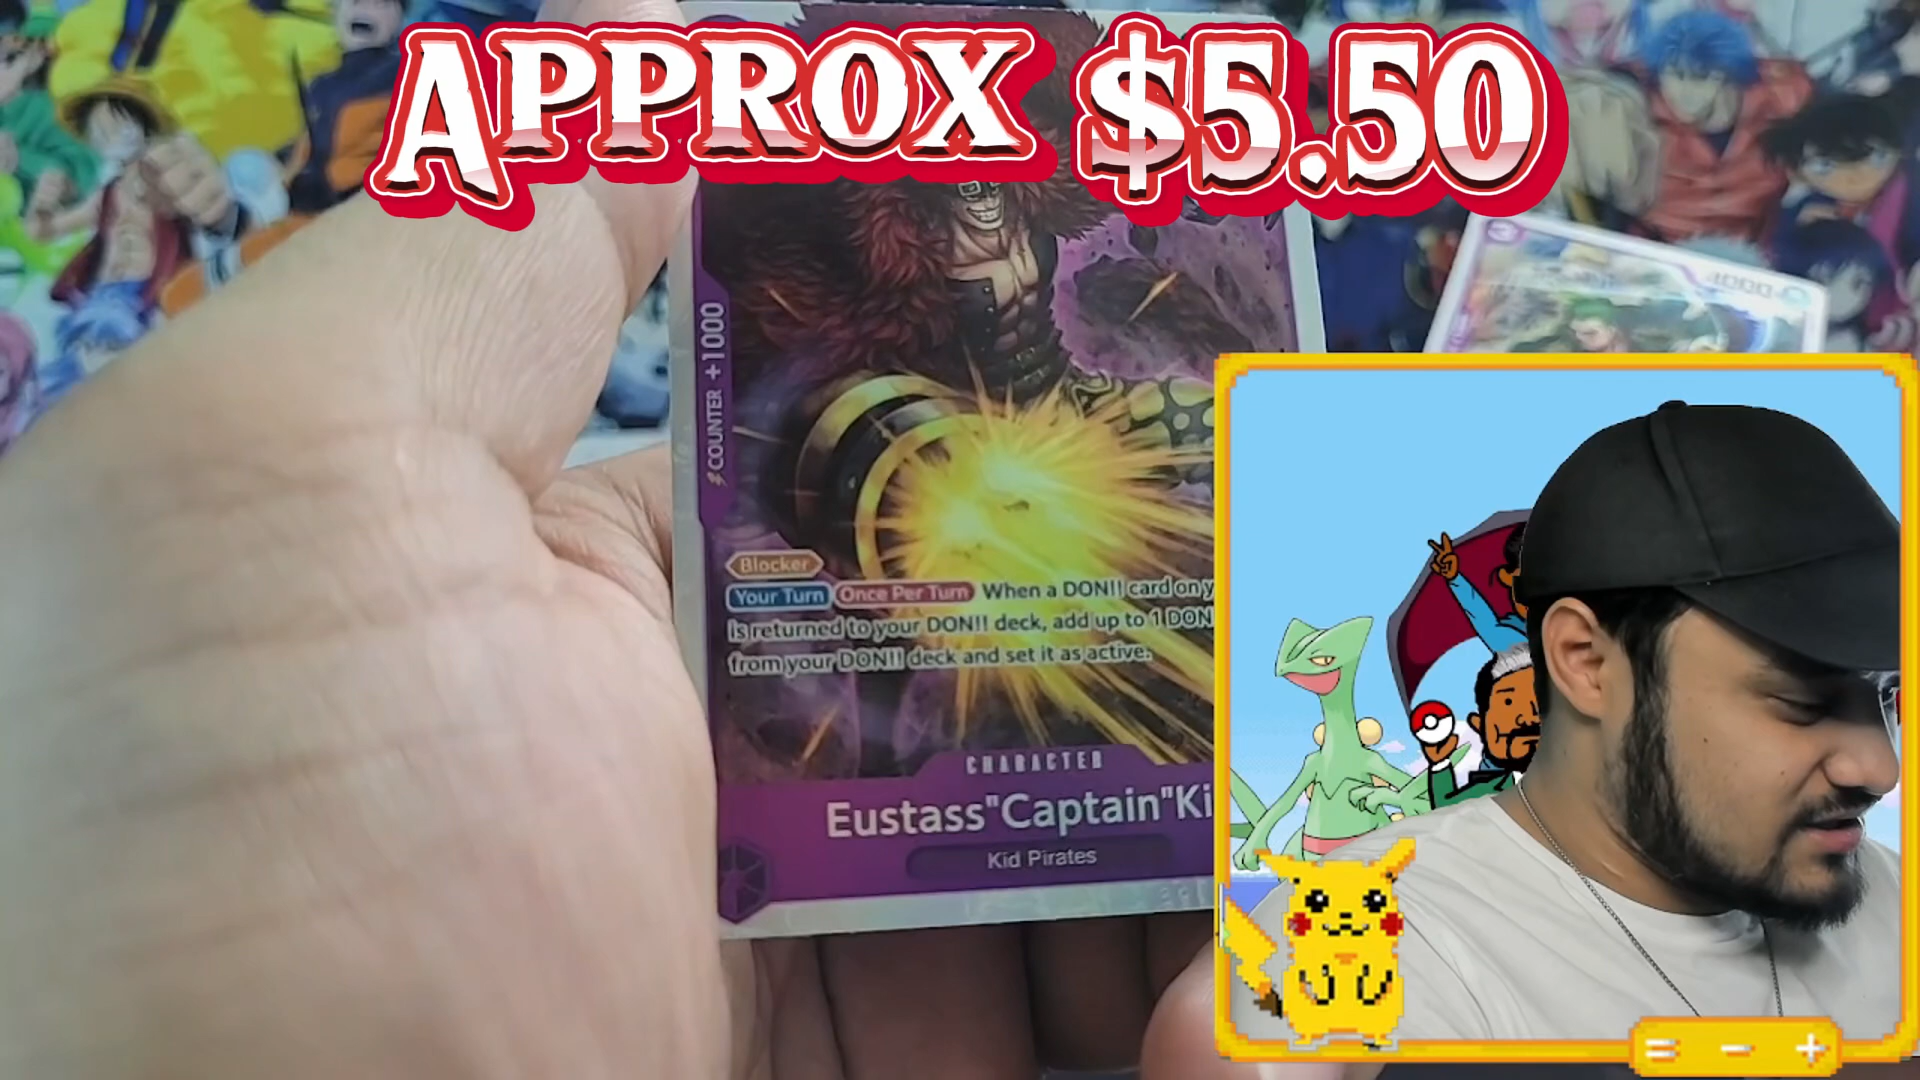 APPROX $5.50
COUNTER +1000
Blocker
Your Turn Once Per Turn When a DON!! card on y
is returned to your DON!! deck, add up to 1 DON
from your DON!! deck and set it as active.
CHARACTER
Eustass"Captain"Ki
Kid Pirates